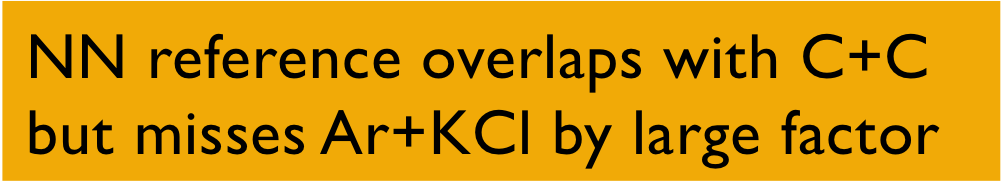 NN reference overlaps with C+C
but misses Ar+KCl by large factor